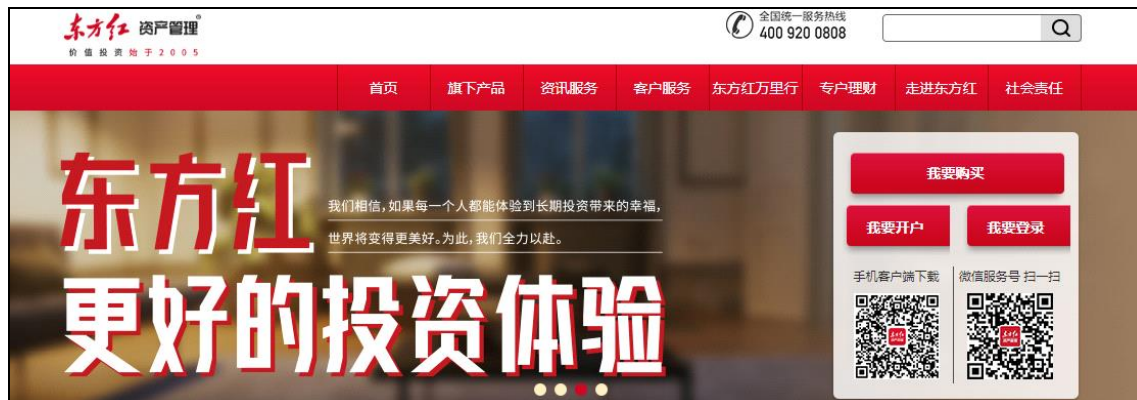 东方红 资产管理®
价值投资始于2005
全国统一服务热线
400 920 0808
首页 旗下产品 资讯服务 客户服务 东方红万里行 专户理财 走进东方红 社会责任
东方红
我们相信,如果每一个人都能体验到长期投资带来的幸福,
世界将变得更美好。为此,我们全力以赴。
更好的投资体验
我要购买
我要开户 我要登录
手机客户端下载 微信服务号 扫一扫